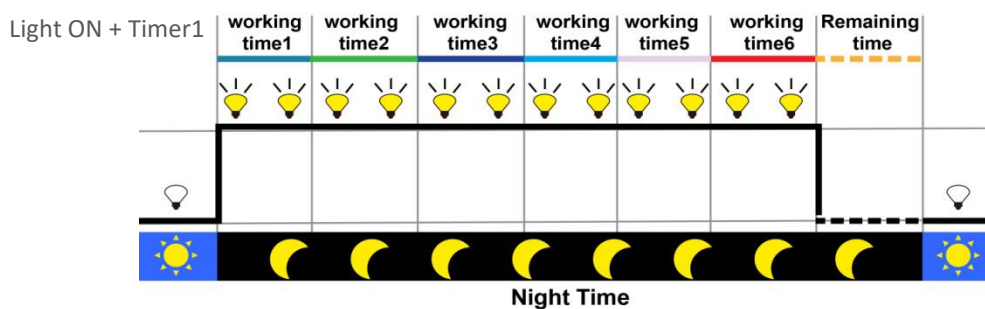 Light ON + Timer1
working time1
working time2
working time3
working time4
working time5
working time6
Remaining time
Night Time